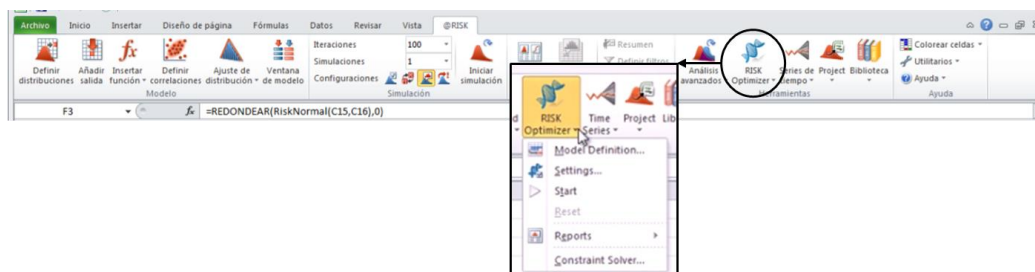 Archivo Inicio Insertar Diseño de página Fórmulas Datos Revisar Vista @RISK
Definir distribuciones
Añadir salida
Insertar función
Definir correlaciones
Ajuste de distribución
Ventana de modelo
Modelo
Iteraciones 100
Simulaciones 1
Configuraciones
Iniciar simulación
Simulación
Resumen
Definir filtros
Análisis avanzados
RISK Optimizer
Series de tiempo
Project
Biblioteca
Herramientas
Colorear celdas
Utilitarios
Ayuda
Ayuda
F3 fx =REDONDEAR(RiskNormal(C15,C16),0)
RISK Optimizer
Time Series
Project
Model Definition...
Settings...
Start
Reset
Reports
Constraint Solver...